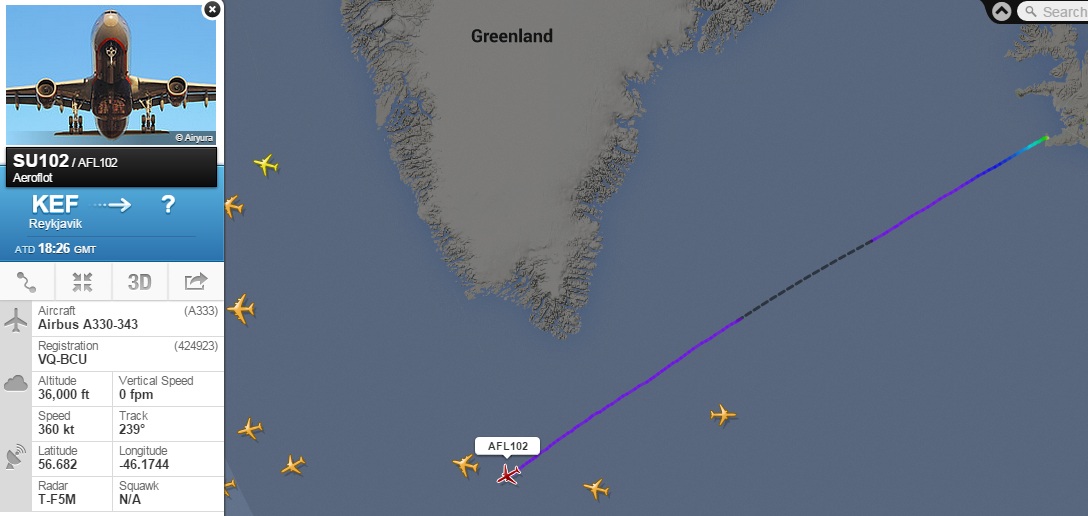 © Airyura
SU102 / AFL102
Aeroflot
KEF ?
Reykjavik
ATD 18:26 GMT
3D
Aircraft (A333)
Airbus A330-343
Registration (424923)
VQ-BCU
Altitude Vertical Speed
36,000 ft 0 fpm
Speed Track
360 kt 239°
Latitude Longitude
56.682 -46.1744
Radar Squawk
T-F5M N/A
Greenland
Search
AFL102